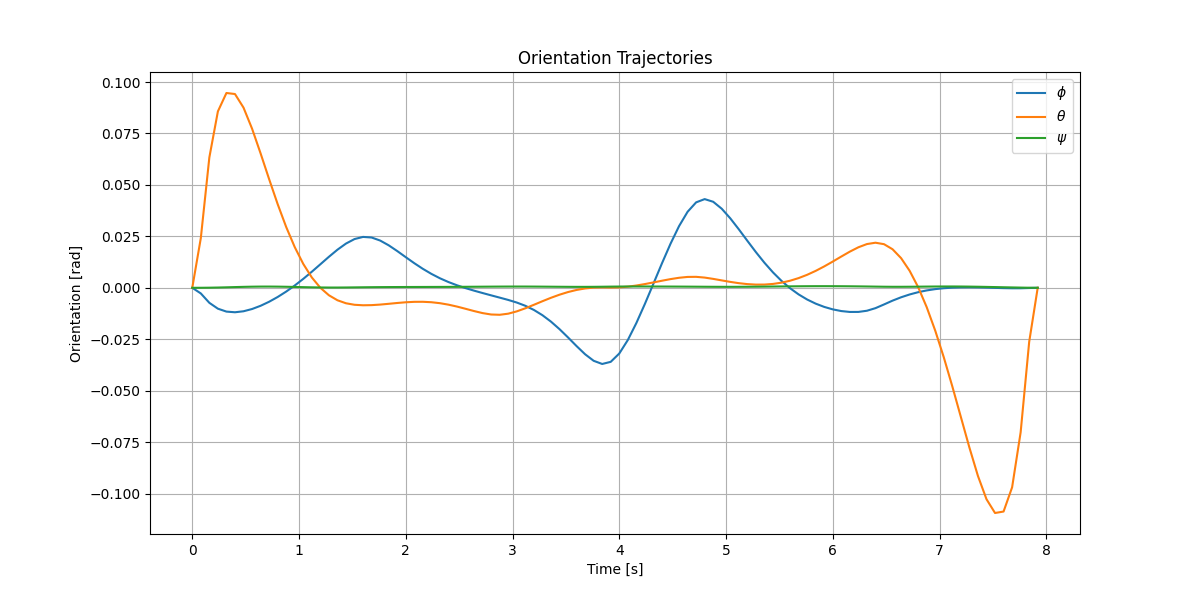 Orientation Trajectories
Orientation [rad]
0.100
0.075
0.050
0.025
0.000
−0.025
−0.050
−0.075
−0.100
ϕ
θ
ψ
0 1 2 3 4 5 6 7 8
Time [s]